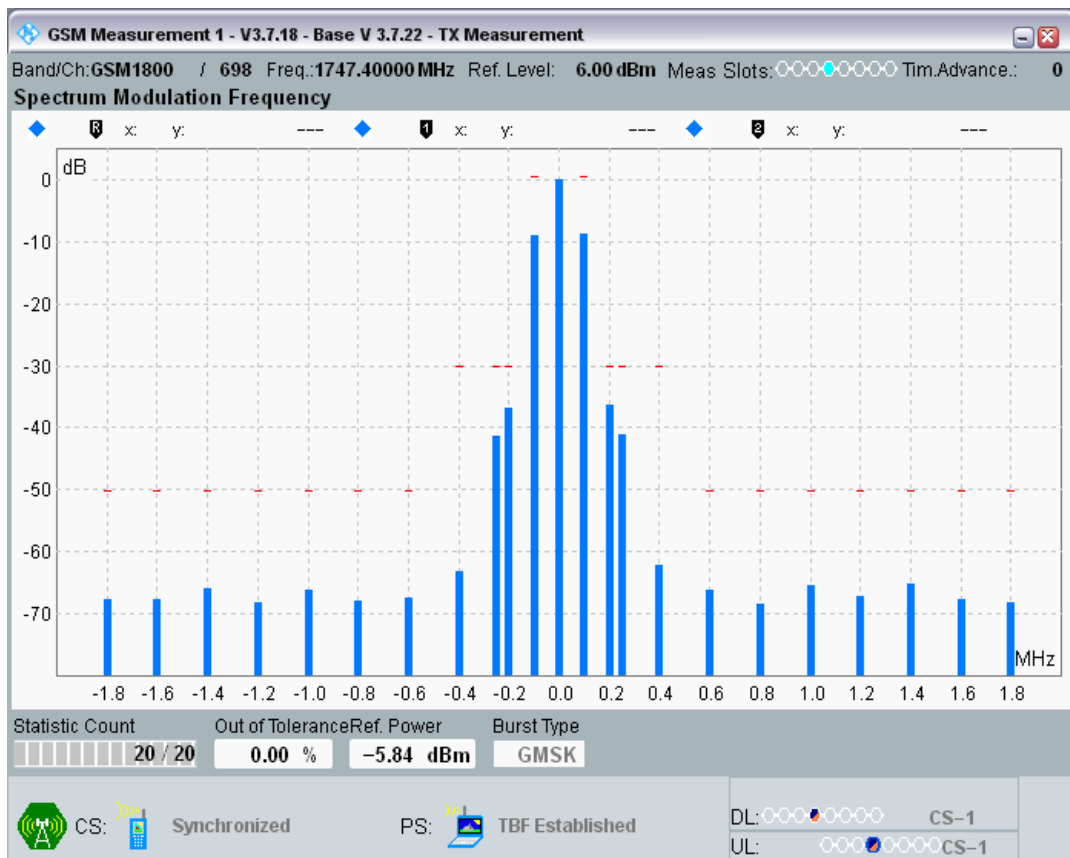 GSM Measurement 1 - V3.7.18 - Base V 3.7.22 - TX Measurement
Band/Ch:GSM1800 / 698 Freq.:1747.40000 MHz Ref. Level: 6.00 dBm Meas Slots: Tim.Advance.: 0
Spectrum Modulation Frequency
R x: y: --- 1 x: y: --- 2 x: y: ---
dB
0
-10
-20
-30
-40
-50
-60
-70
MHz
-1.8 -1.6 -1.4 -1.2 -1.0 -0.8 -0.6 -0.4 -0.2 0.0 0.2 0.4 0.6 0.8 1.0 1.2 1.4 1.6 1.8
Statistic Count Out of Tolerance Ref. Power Burst Type
20 / 20 0.00 % −5.84 dBm GMSK
CS: Synchronized PS: TBF Established
DL: CS−1
UL: CS−1